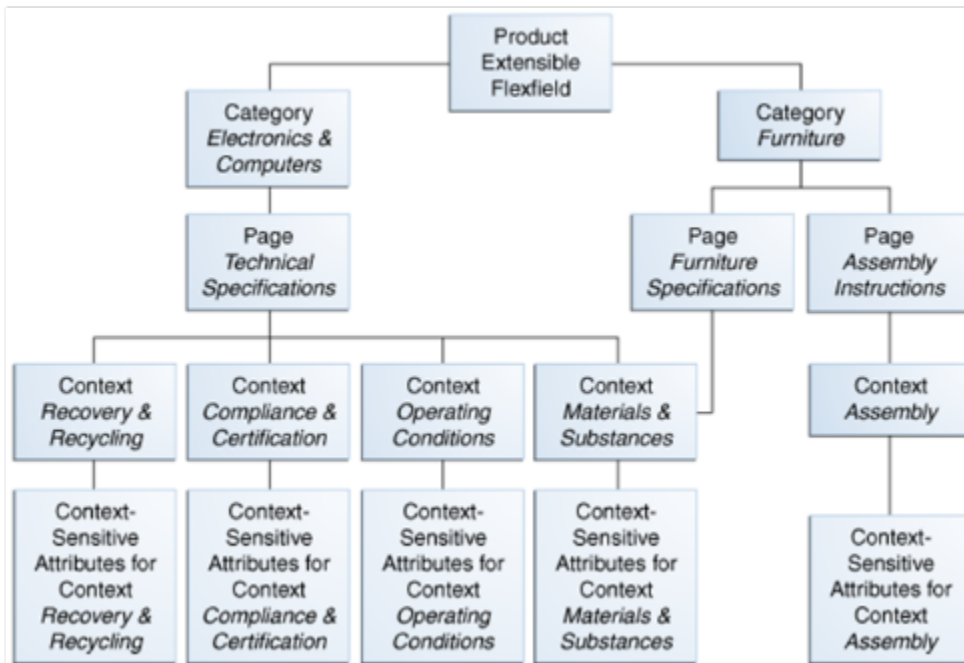 Product
Extensible
Flexfield
Category
Electronics &
Computers
Category
Furniture
Page
Technical
Specifications
Page
Furniture
Specifications
Page
Assembly
Instructions
Context
Recovery &
Recycling
Context
Compliance &
Certification
Context
Operating
Conditions
Context
Materials &
Substances
Context
Assembly
Context-
Sensitive
Attributes for
Context
Recovery &
Recycling
Context-
Sensitive
Attributes for
Context
Compliance &
Certification
Context-
Sensitive
Attributes for
Context
Operating
Conditions
Context-
Sensitive
Attributes for
Context
Materials &
Substances
Context-
Sensitive
Attributes for
Context
Assembly